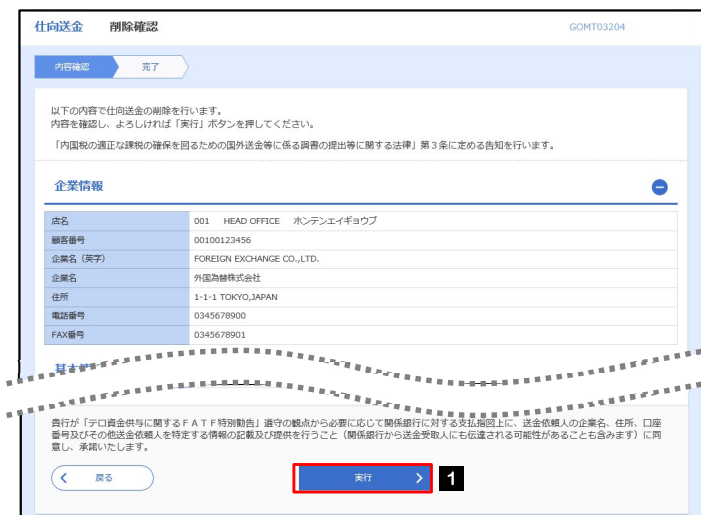 仕向送金 削除確認 GOMT03204
内容確認 完了
以下の内容で仕向送金の削除を行います。
内容を確認し、よろしければ「実行」ボタンを押してください。
「内国税の適正な課税の確保を図るための国外送金等に係る調書の提出等に関する法律」第3条に定める告知を行います。
企業情報
店名 001 HEAD OFFICE ホンテンエイギョウブ
顧客番号 00100123456
企業名（英字） FOREIGN EXCHANGE CO.,LTD.
企業名 外国為替株式会社
住所 1-1-1 TOKYO,JAPAN
電話番号 0345678900
FAX番号 0345678901
基本
貴行が「テロ資金供与に関するＦＡＴＦ特別勧告」遵守の観点から必要に応じて関係銀行に対する支払指図上に、送金依頼人の企業名、住所、口座
番号及びその他送金依頼人を特定する情報の記載及び提供を行うこと（関係銀行から送金受取人にも伝達される可能性があることも含みます）に同
意し、承諾いたします。
戻る 実行 1